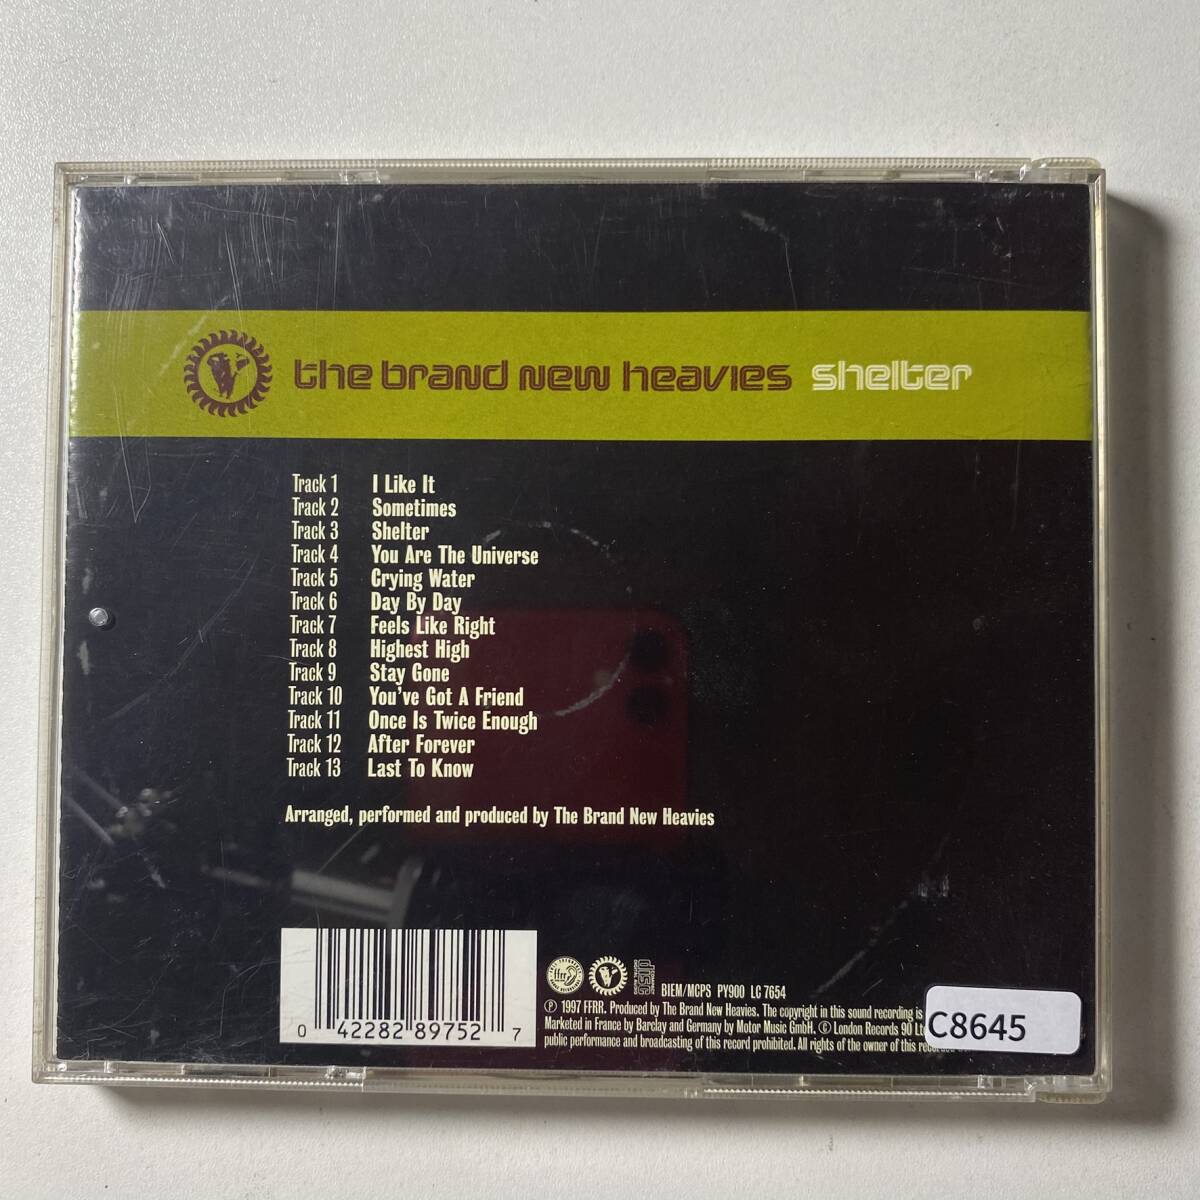 the brand new heavies shelter
Track 1 I Like It
Track 2 Sometimes
Track 3 Shelter
Track 4 You Are The Universe
Track 5 Crying Water
Track 6 Day By Day
Track 7 Feels Like Right
Track 8 Highest High
Track 9 Stay Gone
Track 10 You've Got A Friend
Track 11 Once Is Twice Enough
Track 12 After Forever
Track 13 Last To Know
Arranged, performed and produced by The Brand New Heavies
0 42282 89752 7
ffrr
BIEM/MCPS PY900 LC 7654
℗ 1997 FFRR. Produced by The Brand New Heavies. The copyright in this sound recording is
Marketed in France by Barclay and Germany by Motor Music GmbH. © London Records 90
public performance and broadcasting of this record prohibited. All rights of the owner of this
C8645